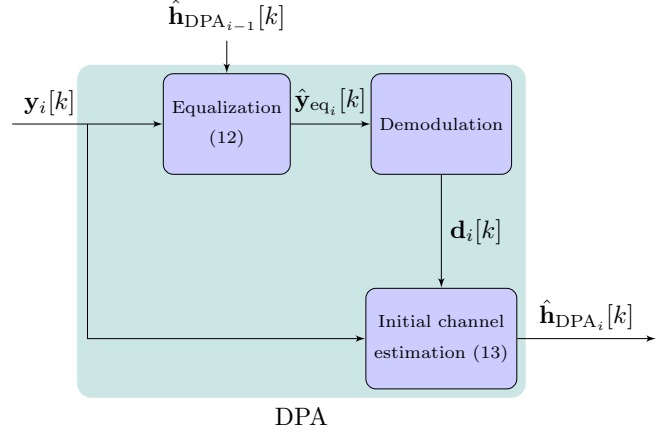 ĥ_DPA_{i−1}[k]
y_i[k]
Equalization
(12)
ŷ_eq_i[k]
Demodulation
d_i[k]
Initial channel
estimation (13)
ĥ_DPA_i[k]
DPA